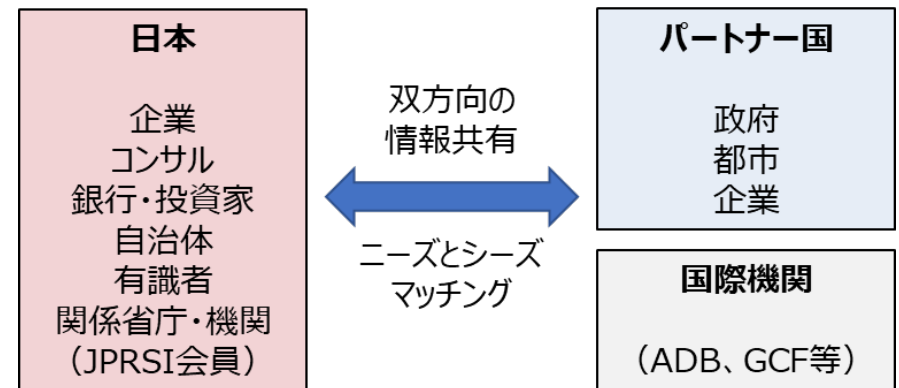 日本
企業
コンサル
銀行・投資家
自治体
有識者
関係省庁・機関
（JPRSI会員）
双方向の
情報共有
ニーズとシーズ
マッチング
パートナー国
政府
都市
企業
国際機関
（ADB、GCF等）